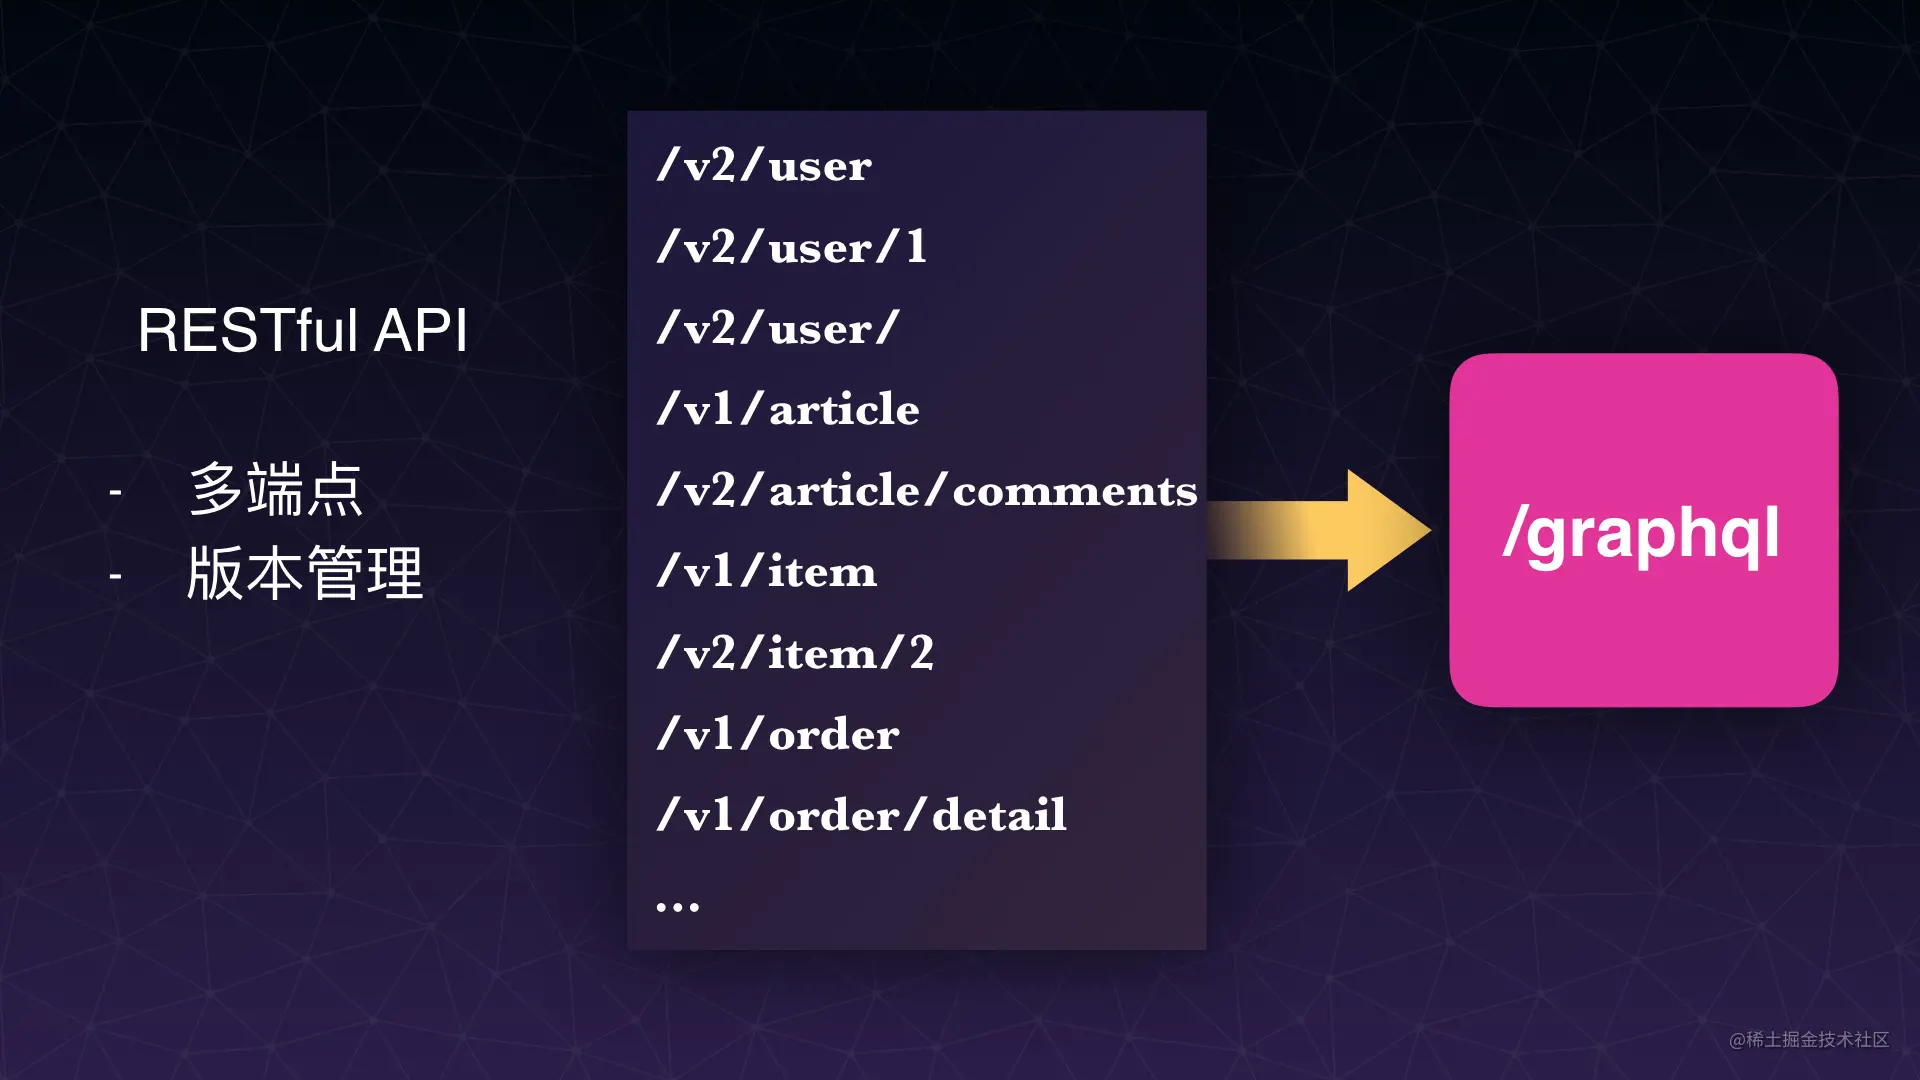 RESTful API
- 多端点
- 版本管理
/v2/user
/v2/user/1
/v2/user/
/v1/article
/v2/article/comments
/v1/item
/v2/item/2
/v1/order
/v1/order/detail
...
/graphql
@稀土掘金技术社区